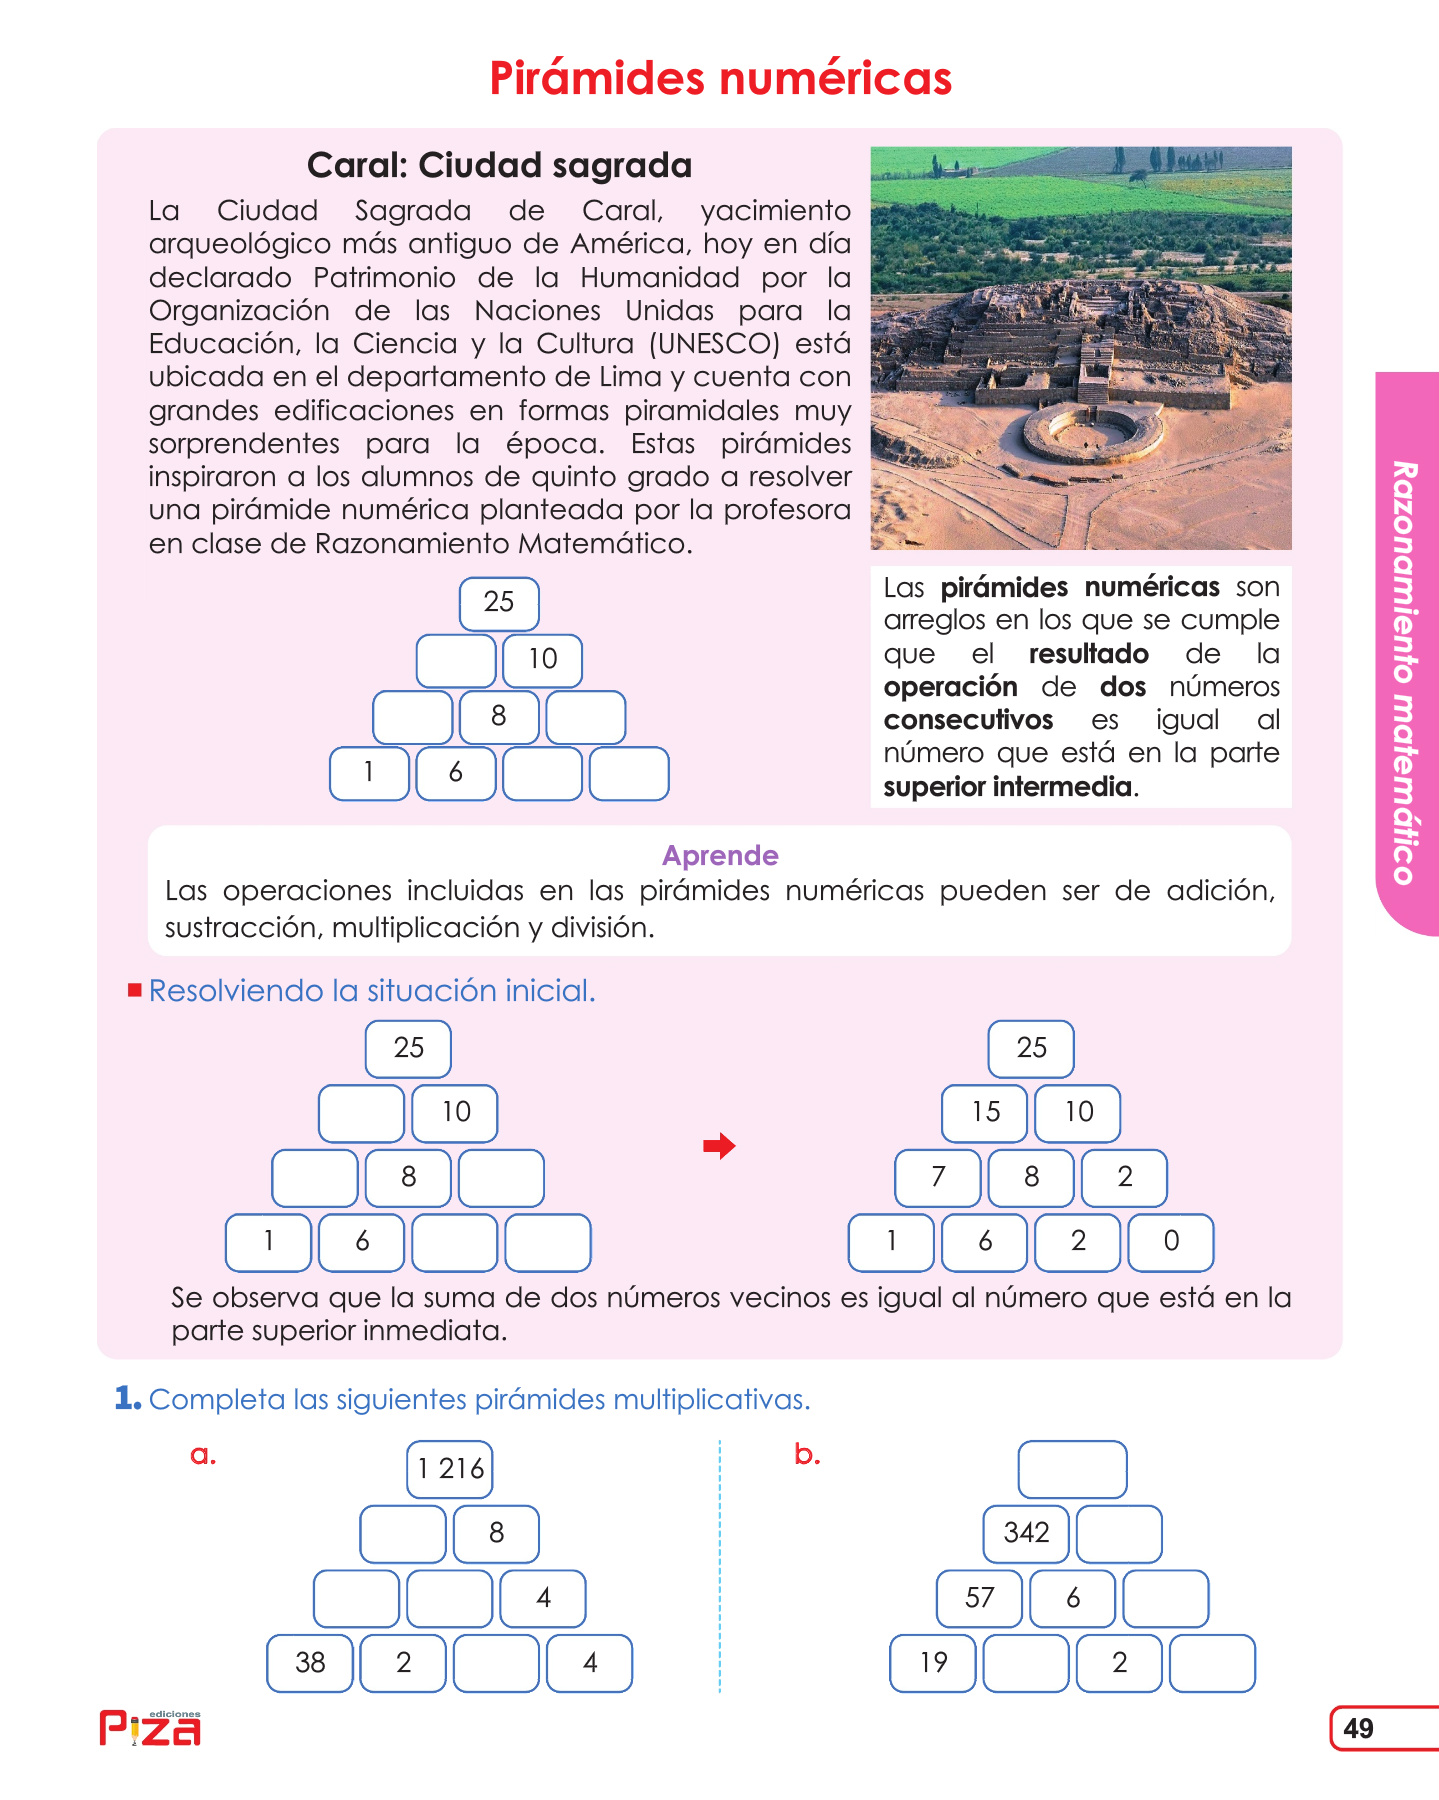 Pirámides numéricas
Caral: Ciudad sagrada
La Ciudad Sagrada de Caral, yacimiento
arqueológico más antiguo de América, hoy en día
declarado Patrimonio de la Humanidad por la
Organización de las Naciones Unidas para la
Educación, la Ciencia y la Cultura (UNESCO) está
ubicada en el departamento de Lima y cuenta con
grandes edificaciones en formas piramidales muy
sorprendentes para la época. Estas pirámides
inspiraron a los alumnos de quinto grado a resolver
una pirámide numérica planteada por la profesora
en clase de Razonamiento Matemático.
25
10
8
1 6
Las pirámides numéricas son
arreglos en los que se cumple
que el resultado de la
operación de dos números
consecutivos es igual al
número que está en la parte
superior intermedia.
Razonamiento matemático
Aprende
Las operaciones incluidas en las pirámides numéricas pueden ser de adición,
sustracción, multiplicación y división.
Resolviendo la situación inicial.
25
10
8
1 6
25
15 10
7 8 2
1 6 2 0
Se observa que la suma de dos números vecinos es igual al número que está en la
parte superior inmediata.
1. Completa las siguientes pirámides multiplicativas.
a.
1 216
8
4
38 2 4
b.
342
57 6
19 2
ediciones
Piza
49